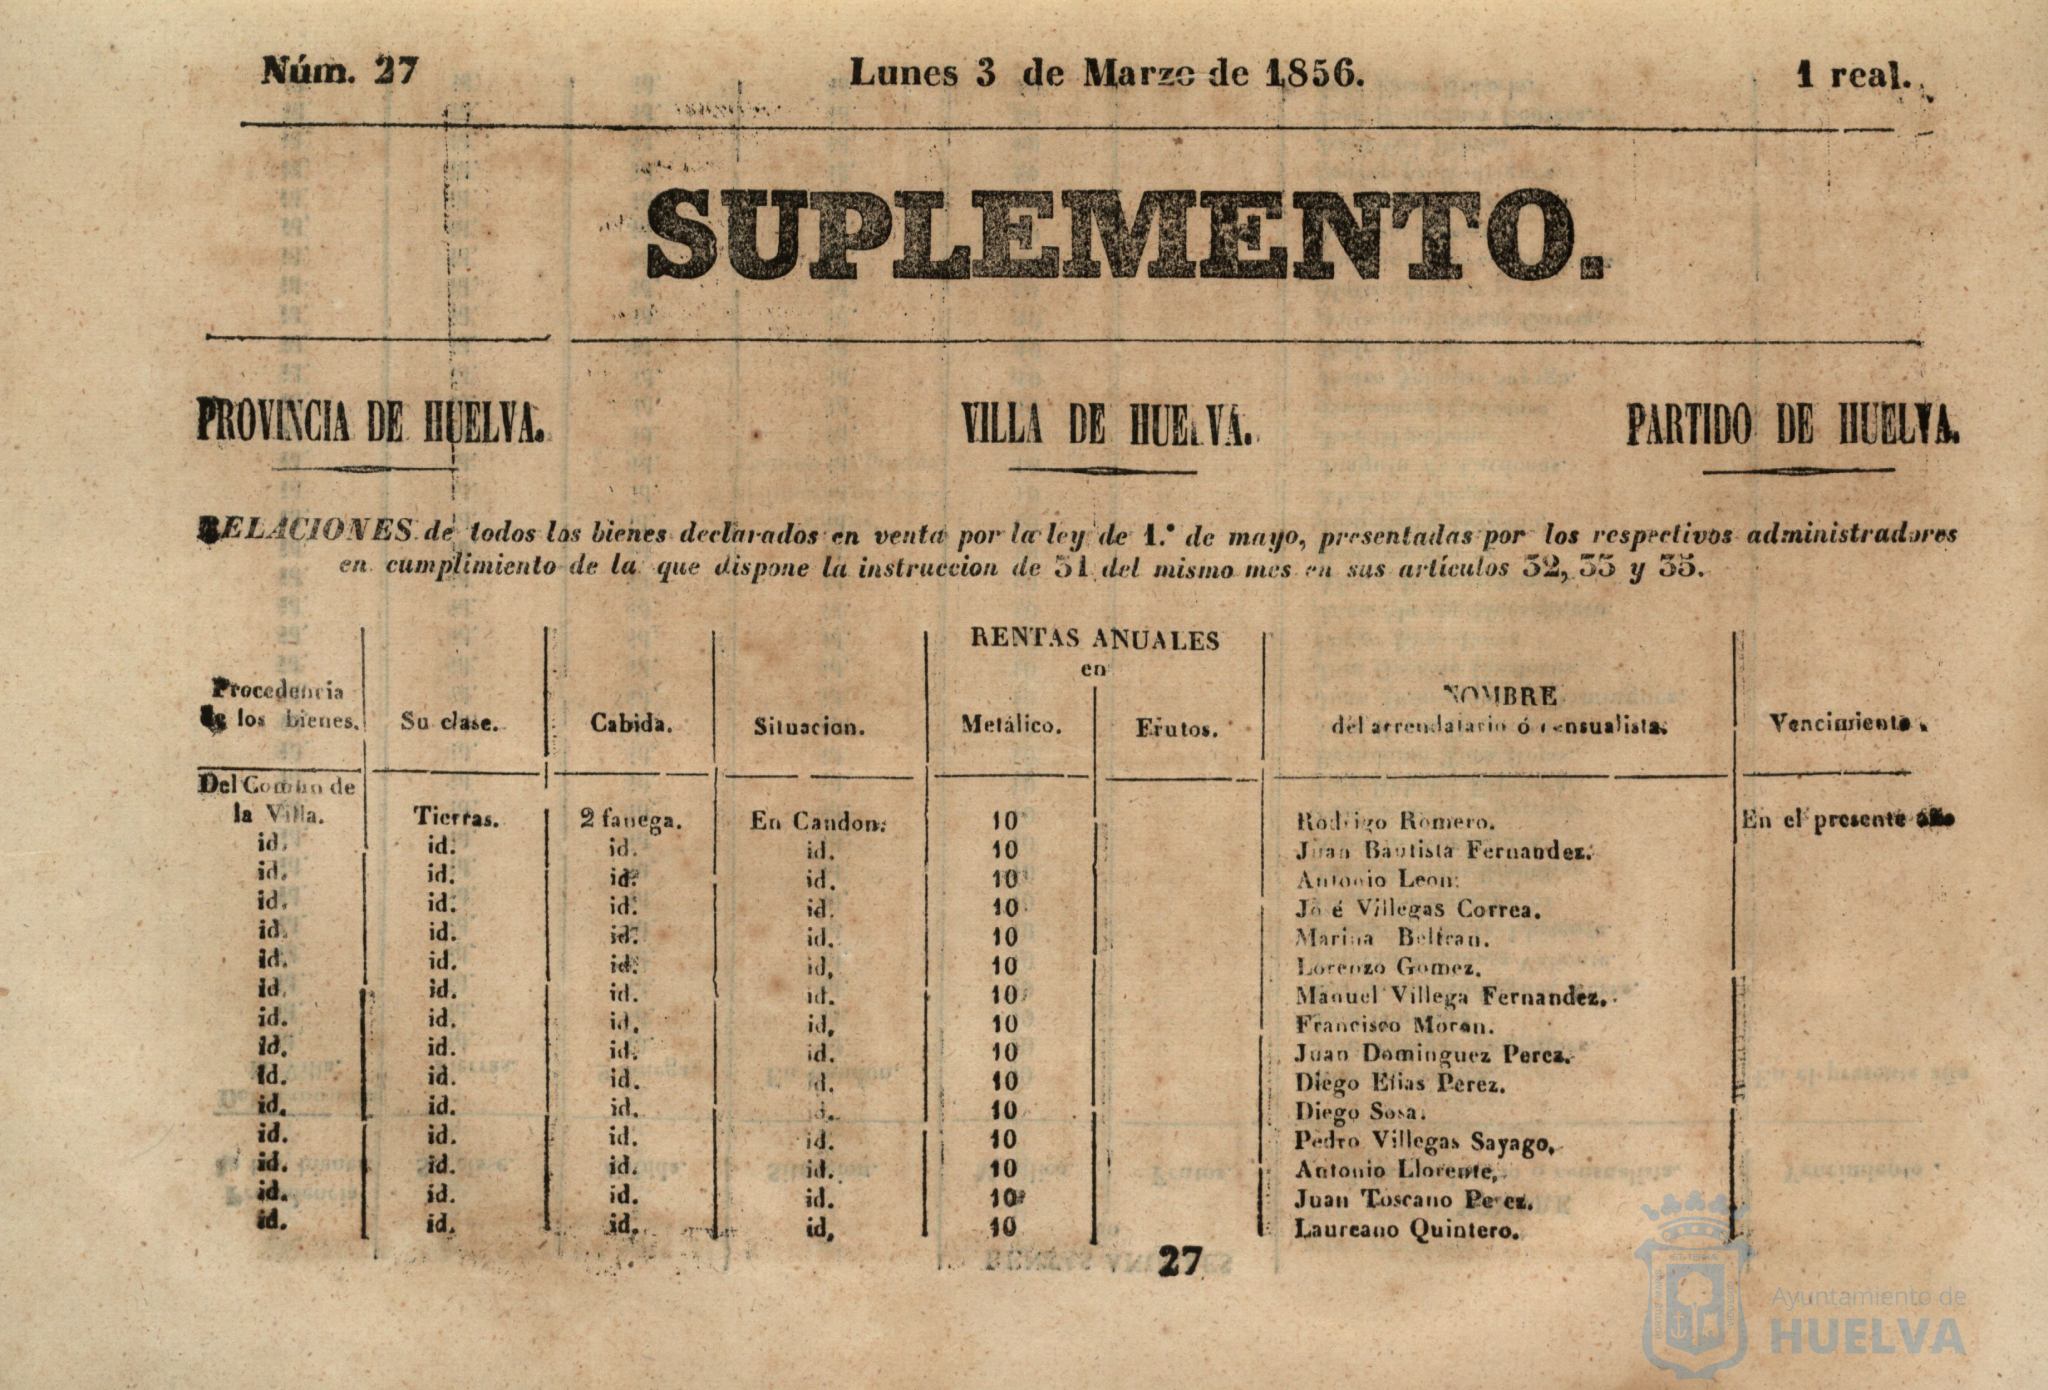 Núm. 27 Lunes 3 de Marzo de 1856. 1 real.
SUPLEMENTO.
PROVINCIA DE HUELVA. VILLA DE HUELVA. PARTIDO DE HUELVA.
RELACIONES de todos los bienes declarados en venta por la ley de 1.º de mayo, presentadas por los respectivos administradores
en cumplimiento de la que dispone la instruccion de 31 del mismo mes en sus artículos 32, 33 y 35.
RENTAS ANUALES
en
Procedencia NOMBRE
de los bienes. Su clase. Cabida. Situacion. Metálico. Frutos. del arrendatario ó censualista. Vencimiento.
Del Comun de
la Villa. Tierras. 2 fanega. En Candon. 10 Rodrigo Romero. En el presente año
id. id. id. id. 10 Juan Bautista Fernandez.
id. id. id. id. 10 Antonio Leon.
id. id. id. id. 10 José Villegas Correa.
id. id. id. id. 10 Marina Beltran.
id. id. id. id, 10 Lorenzo Gomez.
id. id. id. id. 10 Manuel Villega Fernandez.
id. id. id. id, 10 Francisco Moron.
id. id. id. id. 10 Juan Dominguez Perez.
id. id. id. id. 10 Diego Elias Perez.
id. id. id. id. 10 Diego Sosa.
id. id. id. id. 10 Pedro Villegas Sayago,
id. id. id. id. 10 Antonio Llorente,
id. id. id. id. 10 Juan Toscano Perez.
id. id. id. id, 10 Laureano Quintero.
27
Ayuntamiento de
HUELVA